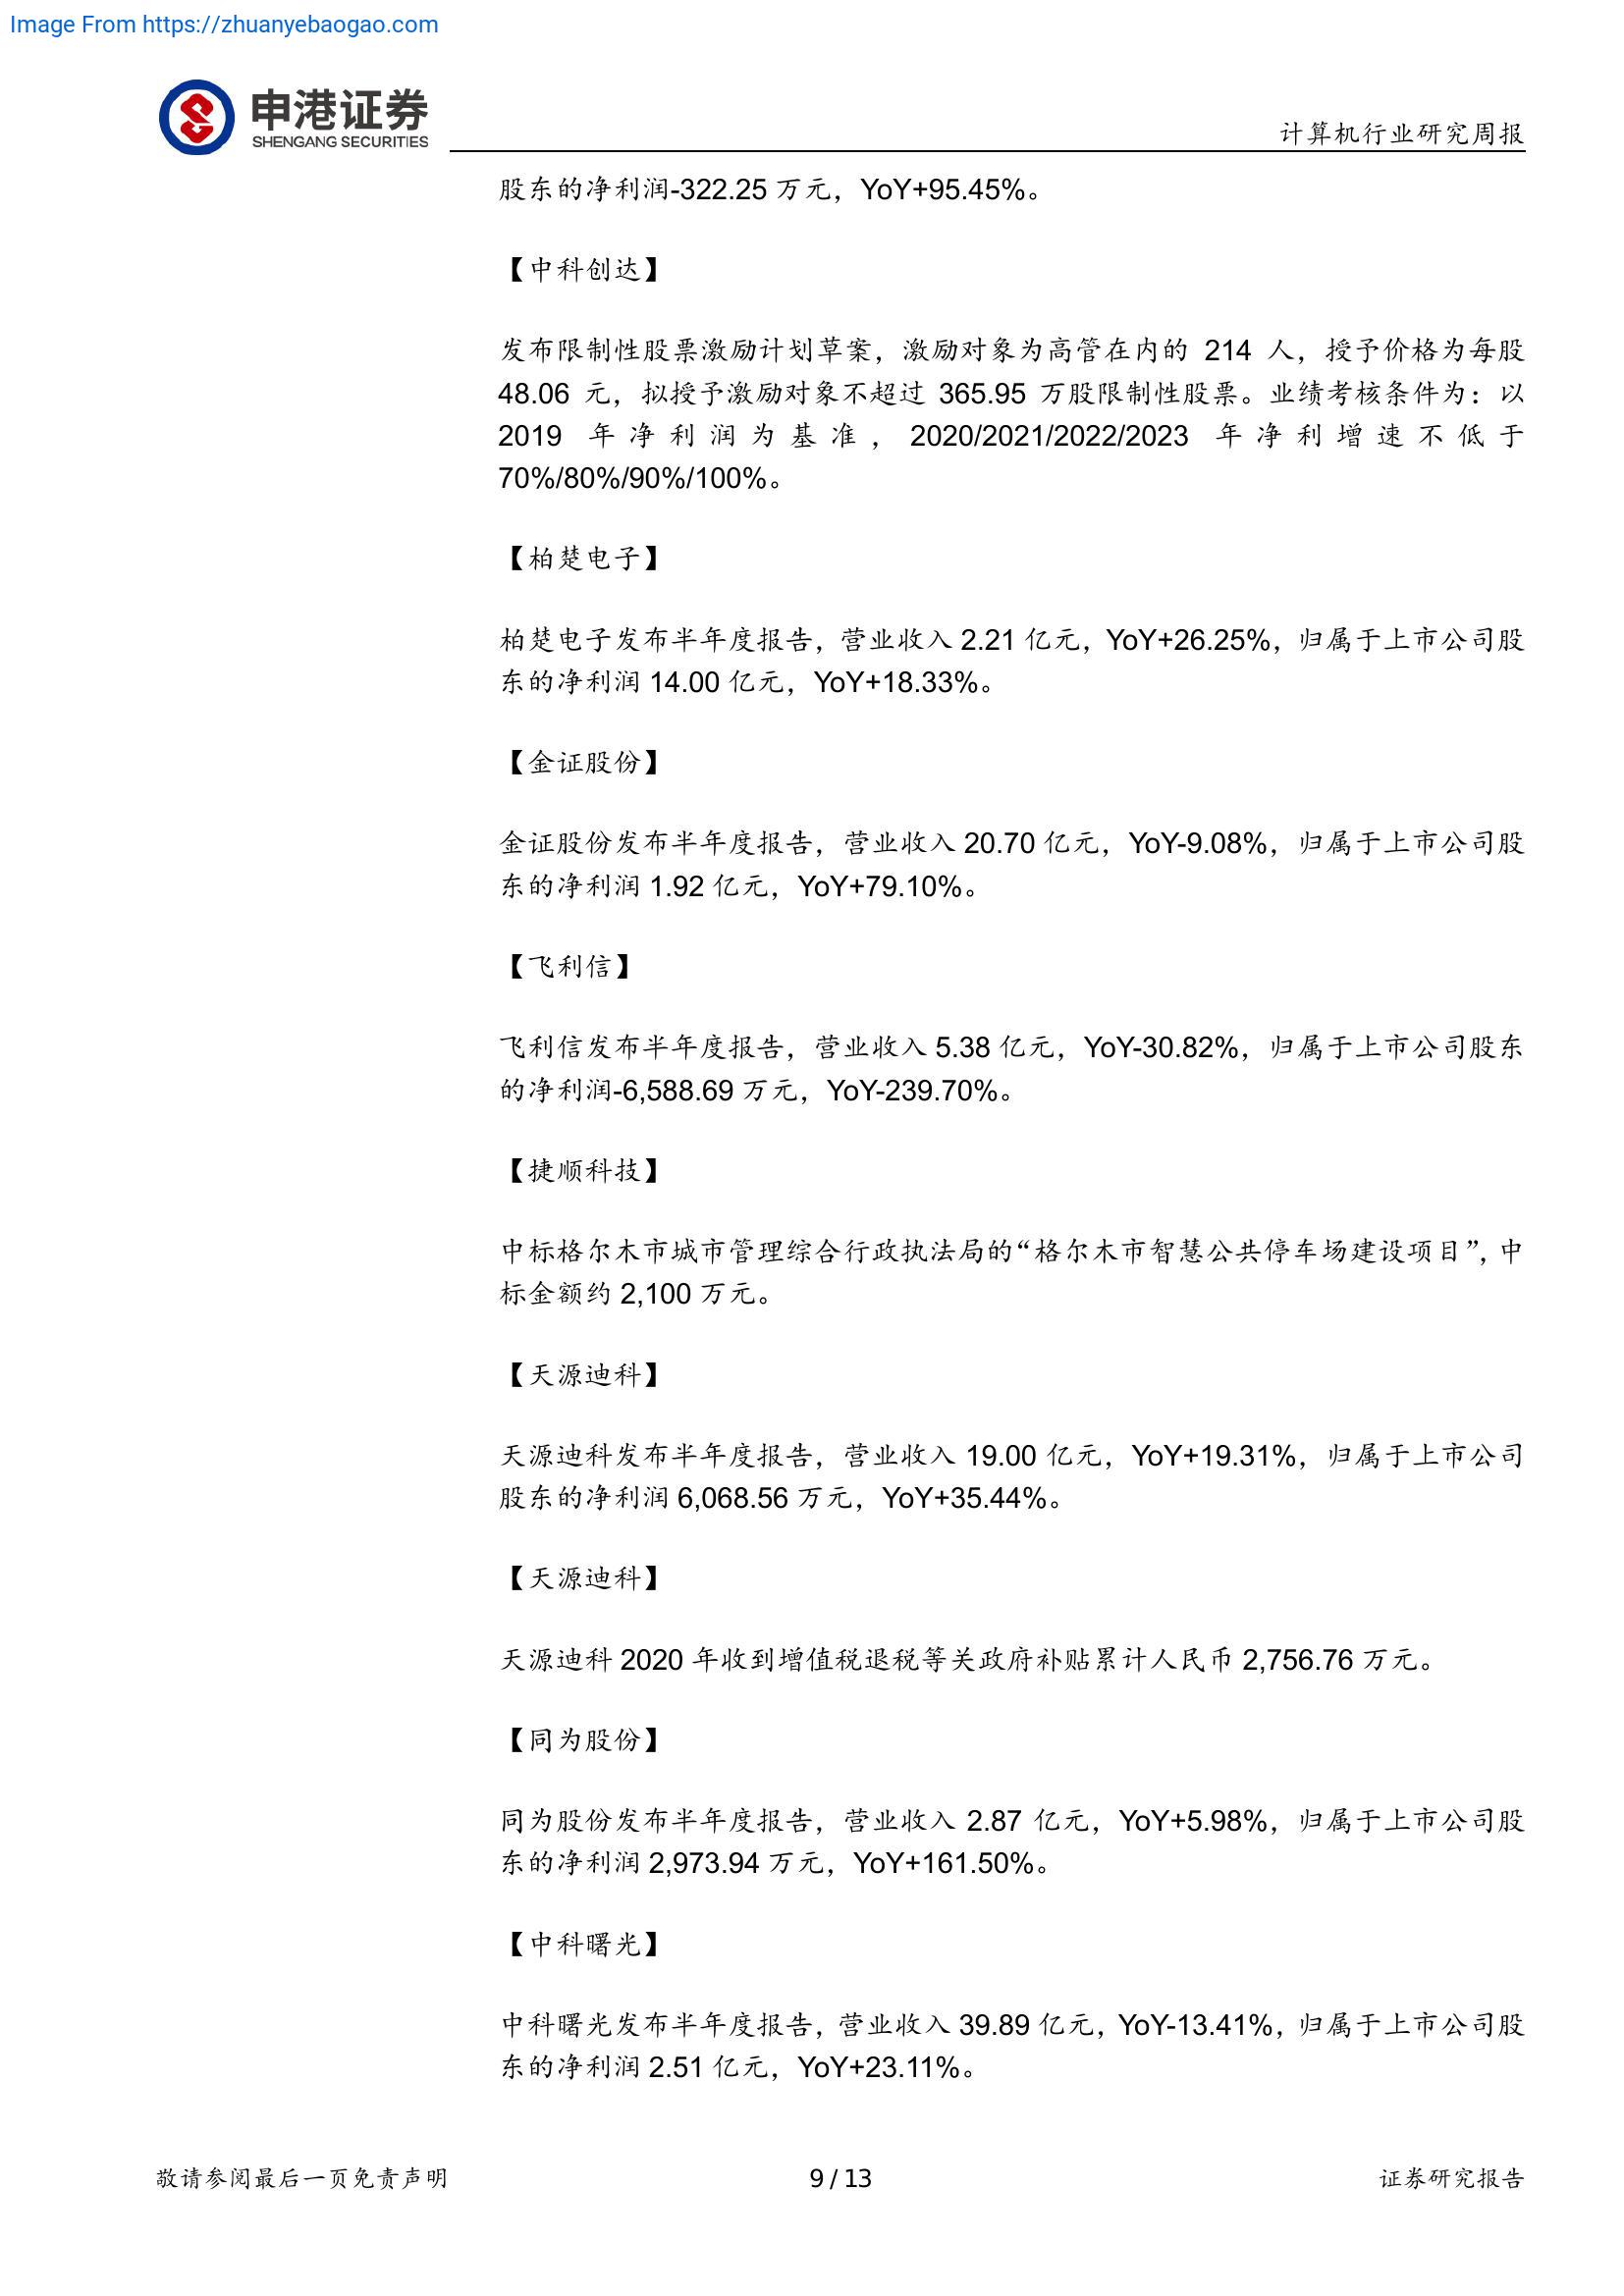 Image From https://zhuanyebaogao.com
申港证券
SHENGANG SECURITIES
计算机行业研究周报
股东的净利润-322.25 万元，YoY+95.45%。
【中科创达】
发布限制性股票激励计划草案，激励对象为高管在内的 214 人，授予价格为每股
48.06 元，拟授予激励对象不超过 365.95 万股限制性股票。业绩考核条件为：以
2019 年净利润为基准，2020/2021/2022/2023 年净利增速不低于
70%/80%/90%/100%。
【柏楚电子】
柏楚电子发布半年度报告，营业收入 2.21 亿元，YoY+26.25%，归属于上市公司股
东的净利润 14.00 亿元，YoY+18.33%。
【金证股份】
金证股份发布半年度报告，营业收入 20.70 亿元，YoY-9.08%，归属于上市公司股
东的净利润 1.92 亿元，YoY+79.10%。
【飞利信】
飞利信发布半年度报告，营业收入 5.38 亿元，YoY-30.82%，归属于上市公司股东
的净利润-6,588.69 万元，YoY-239.70%。
【捷顺科技】
中标格尔木市城市管理综合行政执法局的“格尔木市智慧公共停车场建设项目”，中
标金额约 2,100 万元。
【天源迪科】
天源迪科发布半年度报告，营业收入 19.00 亿元，YoY+19.31%，归属于上市公司
股东的净利润 6,068.56 万元，YoY+35.44%。
【天源迪科】
天源迪科 2020 年收到增值税退税等关政府补贴累计人民币 2,756.76 万元。
【同为股份】
同为股份发布半年度报告，营业收入 2.87 亿元，YoY+5.98%，归属于上市公司股
东的净利润 2,973.94 万元，YoY+161.50%。
【中科曙光】
中科曙光发布半年度报告，营业收入 39.89 亿元，YoY-13.41%，归属于上市公司股
东的净利润 2.51 亿元，YoY+23.11%。
敬请参阅最后一页免责声明
9 / 13
证券研究报告